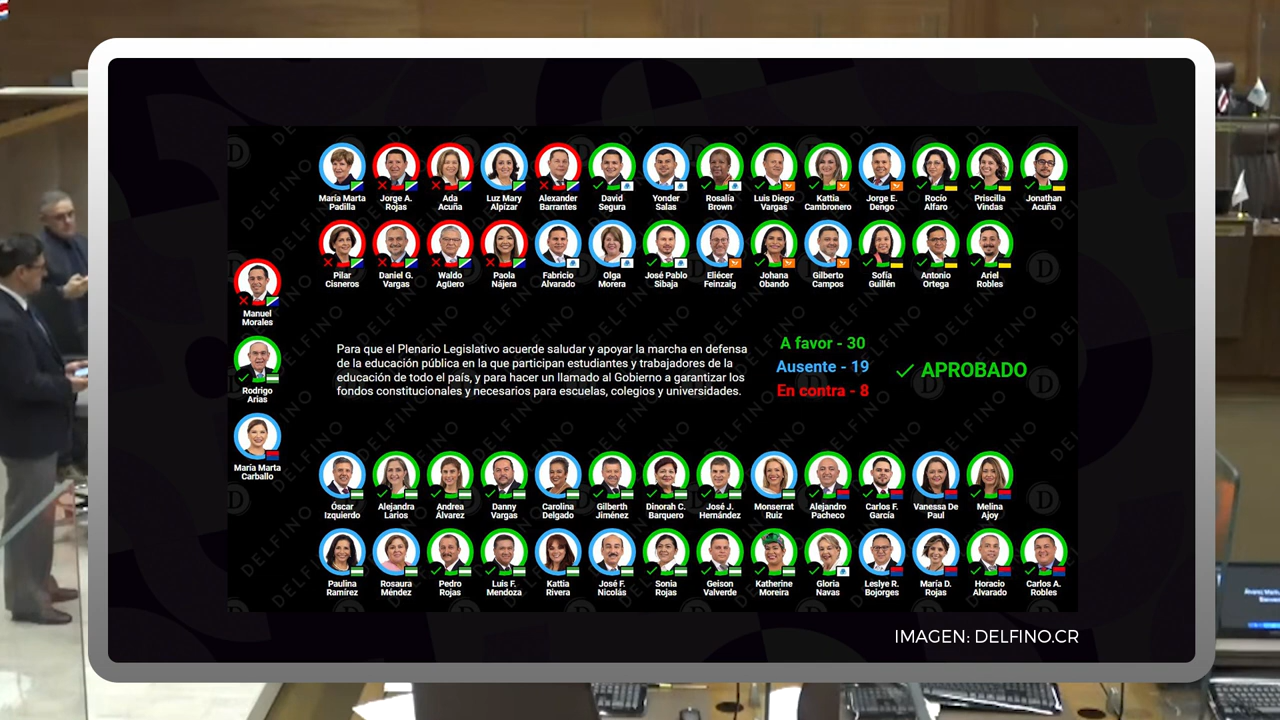 María Marta Padilla
Jorge A. Rojas
Ada Acuña
Luz Mary Alpízar
Alexander Barrantes
David Segura
Yonder Salas
Rosalía Brown
Luis Diego Vargas
Kattia Cambronero
Jorge E. Dengo
Rocío Alfaro
Priscilla Vindas
Jonathan Acuña
Pilar Cisneros
Daniel G. Vargas
Waldo Agüero
Paola Nájera
Fabricio Alvarado
Olga Morera
José Pablo Sibaja
Eliécer Feinzaig
Johana Obando
Gilberto Campos
Sofía Guillén
Antonio Ortega
Ariel Robles
Manuel Morales
Rodrigo Arias
María Marta Carballo
Para que el Plenario Legislativo acuerde saludar y apoyar la marcha en defensa
de la educación pública en la que participan estudiantes y trabajadores de la
educación de todo el país, y para hacer un llamado al Gobierno a garantizar los
fondos constitucionales y necesarios para escuelas, colegios y universidades.
A favor - 30
Ausente - 19
En contra - 8
APROBADO
Óscar Izquierdo
Alejandra Larios
Andrea Álvarez
Danny Vargas
Carolina Delgado
Gilberth Jiménez
Dinorah C. Barquero
José J. Hernández
Monserrat Ruiz
Alejandro Pacheco
Carlos F. García
Vanessa De Paul
Melina Ajoy
Paulina Ramírez
Rosaura Méndez
Pedro Rojas
Luis F. Mendoza
Kattia Rivera
José F. Nicolás
Sonia Rojas
Geison Valverde
Katherine Moreira
Gloria Navas
Leslye R. Bojorges
María D. Rojas
Horacio Alvarado
Carlos A. Robles
IMAGEN: DELFINO.CR